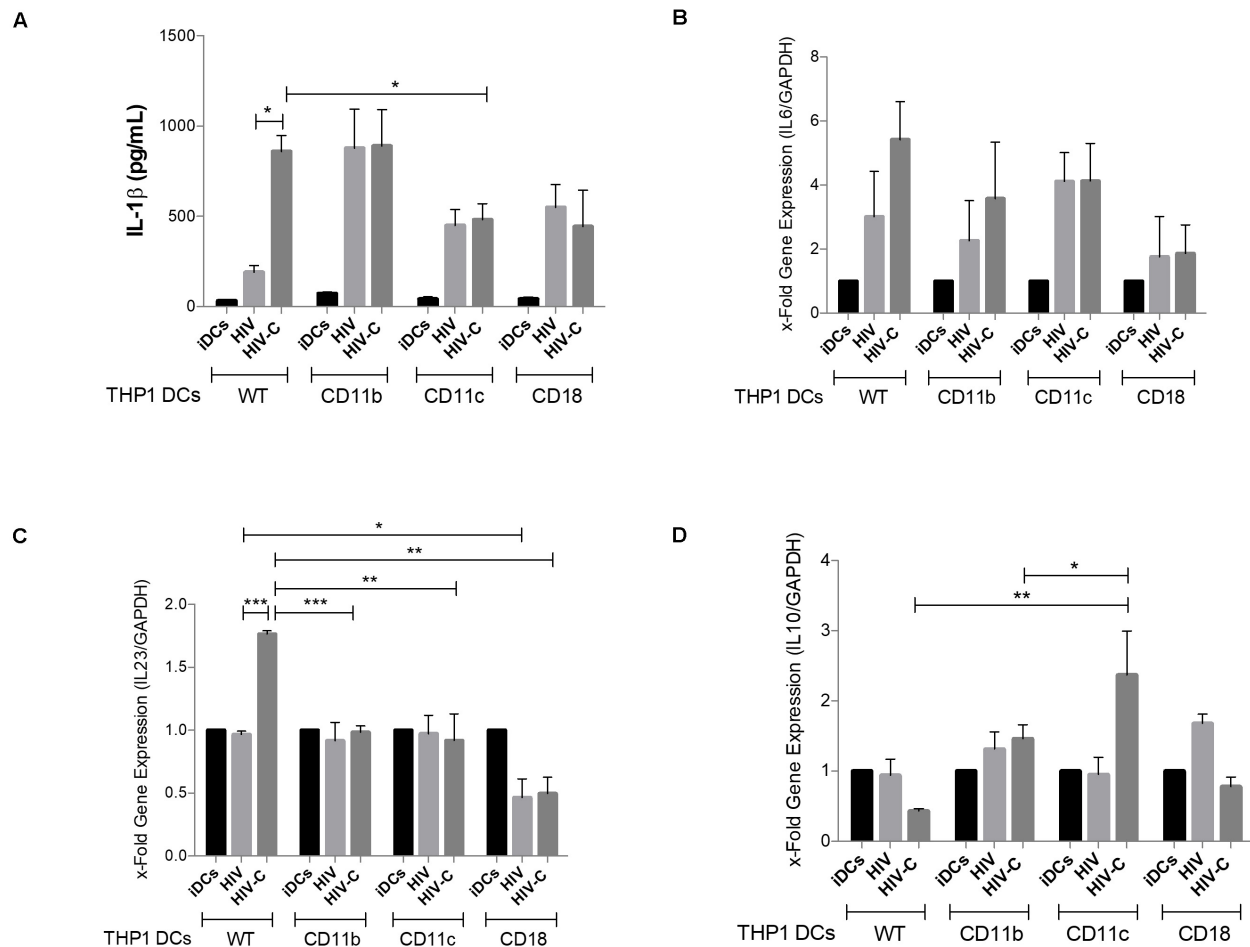 A
IL-1β (pg/mL)
1500
1000
500
0
*
*
iDCs HIV HIV-C iDCs HIV HIV-C iDCs HIV HIV-C iDCs HIV HIV-C
THP1 DCs WT CD11b CD11c CD18
B
x-Fold Gene Expression (IL6/GAPDH)
8
6
4
2
0
iDCs HIV HIV-C iDCs HIV HIV-C iDCs HIV HIV-C iDCs HIV HIV-C
THP1 DCs WT CD11b CD11c CD18
C
x-Fold Gene Expression (IL23/GAPDH)
*
**
**
*** ***
2.0
1.5
1.0
0.5
0.0
iDCs HIV HIV-C iDCs HIV HIV-C iDCs HIV HIV-C iDCs HIV HIV-C
THP1 DCs WT CD11b CD11c CD18
D
x-Fold Gene Expression (IL10/GAPDH)
4
3
2
1
0
*
**
iDCs HIV HIV-C iDCs HIV HIV-C iDCs HIV HIV-C iDCs HIV HIV-C
THP1 DCs WT CD11b CD11c CD18